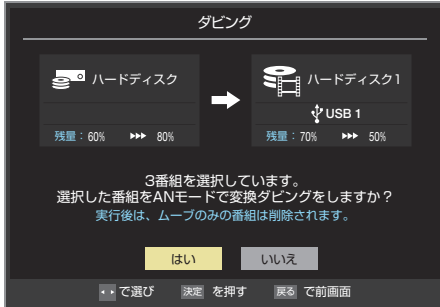 ダビング
ハードディスク
ハードディスク1
USB 1
残量：60% ▶▶▶ 80%
残量：70% ▶▶▶ 50%
3番組を選択しています。
選択した番組をANモードで変換ダビングをしますか？
実行後は、ムーブのみの番組は削除されます。
はい いいえ
で選び 決定 を押す 戻る で前画面